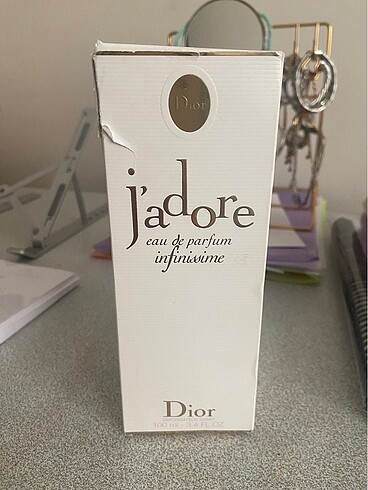 Dior
j'adore
eau de parfum
infinissime
Dior
100 ml - 3.4 FL.OZ